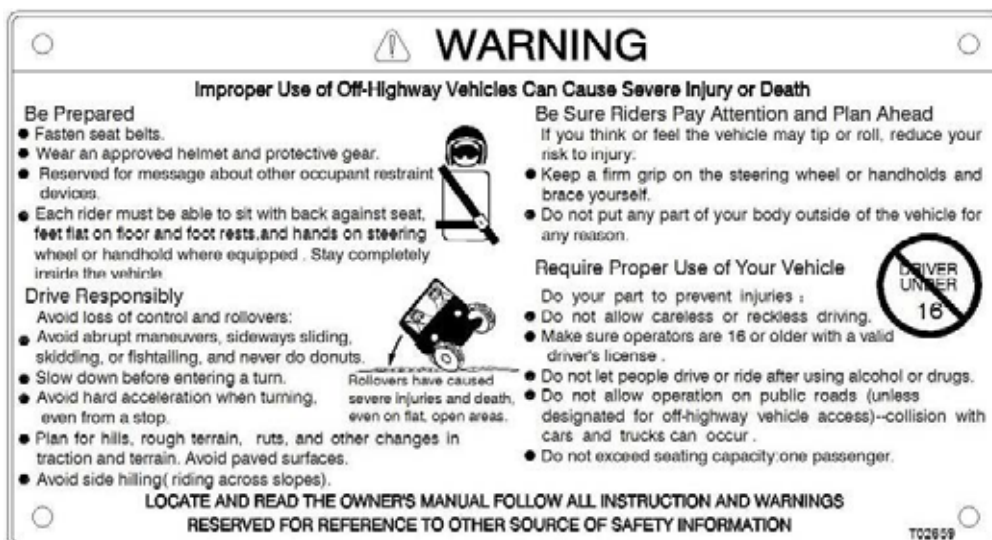 WARNING
Improper Use of Off-Highway Vehicles Can Cause Severe Injury or Death
Be Prepared
● Fasten seat belts.
● Wear an approved helmet and protective gear.
● Reserved for message about other occupant restraint
devices.
● Each rider must be able to sit with back against seat,
feet flat on floor and foot rests,and hands on steering
wheel or handhold where equipped . Stay completely
inside the vehicle
Drive Responsibly
Avoid loss of control and rollovers:
● Avoid abrupt maneuvers, sideways sliding,
skidding, or fishtailing, and never do donuts.
● Slow down before entering a turn.
● Avoid hard acceleration when turning,
even from a stop.
● Plan for hills, rough terrain, ruts, and other changes in
traction and terrain. Avoid paved surfaces.
● Avoid side hilling( riding across slopes).
Rollovers have caused
severe injuries and death,
even on flat, open areas.
Be Sure Riders Pay Attention and Plan Ahead
If you think or feel the vehicle may tip or roll, reduce your
risk to injury:
● Keep a firm grip on the steering wheel or handholds and
brace yourself.
● Do not put any part of your body outside of the vehicle for
any reason.
Require Proper Use of Your Vehicle
DRIVER
UNDER
16
Do your part to prevent injuries :
● Do not allow careless or reckless driving.
● Make sure operators are 16 or older with a valid
driver's license .
● Do not let people drive or ride after using alcohol or drugs.
● Do not allow operation on public roads (unless
designated for off-highway vehicle access)--collision with
cars and trucks can occur .
● Do not exceed seating capacity:one passenger.
LOCATE AND READ THE OWNER'S MANUAL FOLLOW ALL INSTRUCTION AND WARNINGS
RESERVED FOR REFERENCE TO OTHER SOURCE OF SAFETY INFORMATION
T02659